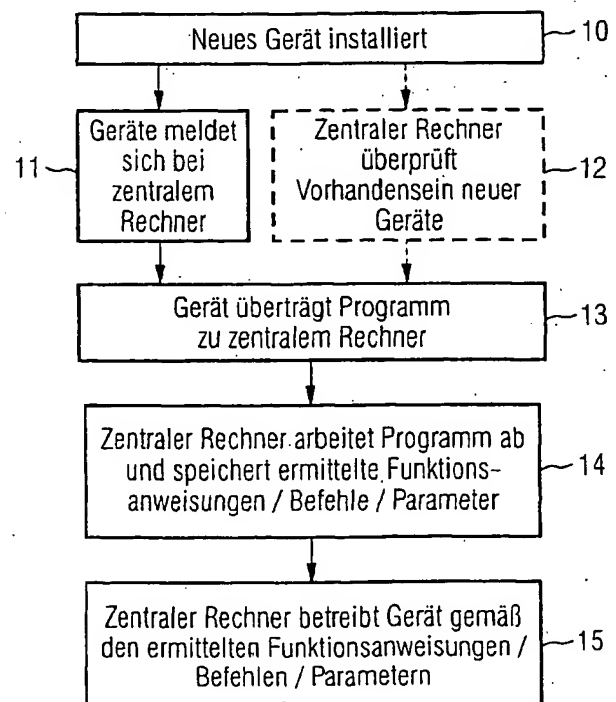 Neues Gerät installiert
10
Geräte meldet
sich bei
zentralem
Rechner
11
Zentraler Rechner
überprüft
Vorhandensein neuer
Geräte
12
Gerät überträgt Programm
zu zentralem Rechner
13
Zentraler Rechner arbeitet Programm ab
und speichert ermittelte Funktions-
anweisungen / Befehle / Parameter
14
Zentraler Rechner betreibt Gerät gemäß
den ermittelten Funktionsanweisungen /
Befehlen / Parametern
15